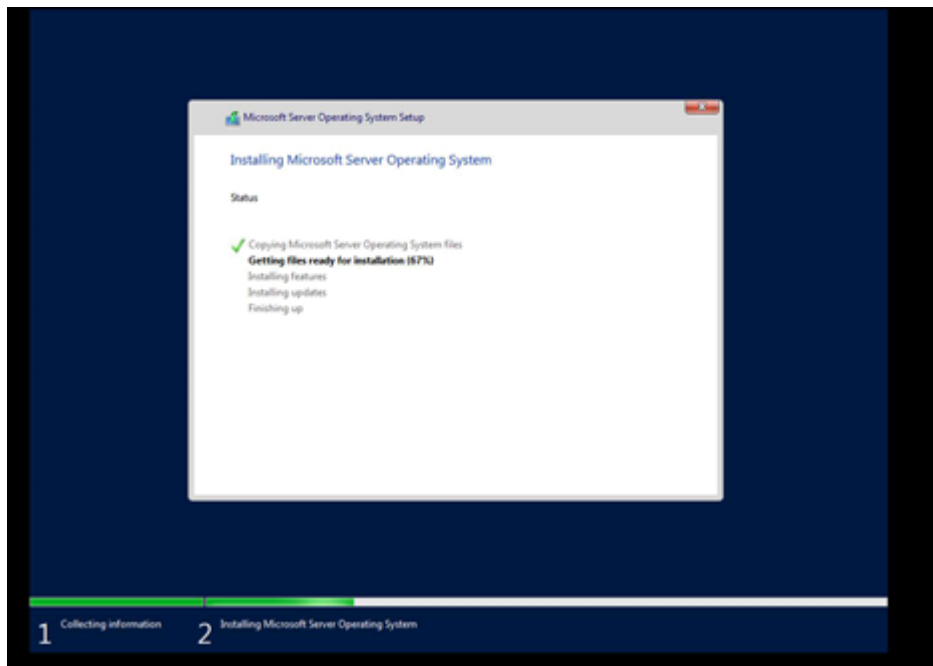 Microsoft Server Operating System Setup
Installing Microsoft Server Operating System
Status
Copying Microsoft Server Operating System files
Getting files ready for installation (67%)
Installing features
Installing updates
Finishing up
1 Collecting information 2 Installing Microsoft Server Operating System